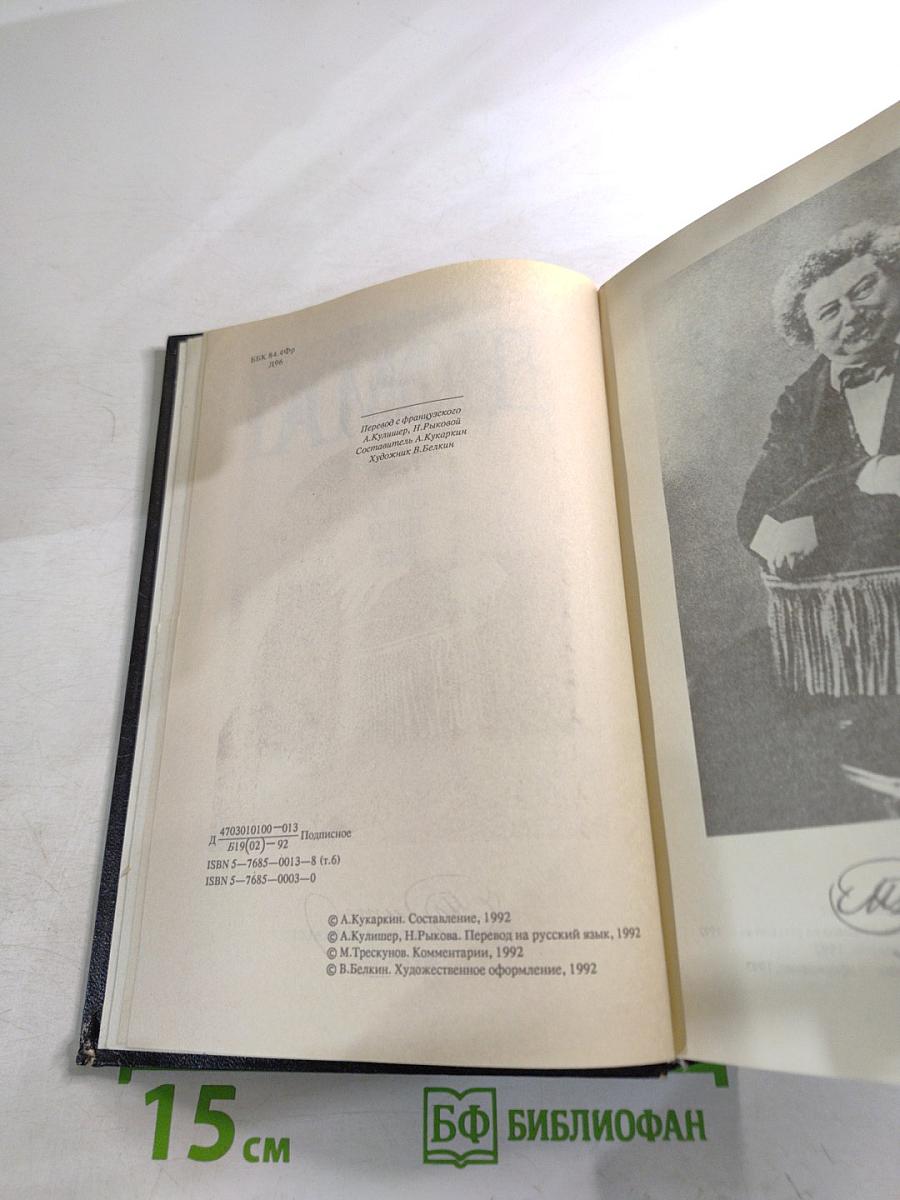 ББК 84.4Фр
Д96
Перевод с французского
А.Кулишер, Н.Рыковой
Составитель А.Кукаркин
Художник В.Белкин
Д 4703010100—013
Б19(02)—92 Подписное
ISBN 5—7685—0013—8 (т.6)
ISBN 5—7685—0003—0
© А.Кукаркин. Составление, 1992
© А.Кулишер, Н.Рыкова. Перевод на русский язык, 1992
© М.Трескунов. Комментарии, 1992
© В.Белкин. Художественное оформление, 1992
15 см
БФ БИБЛИОФАН